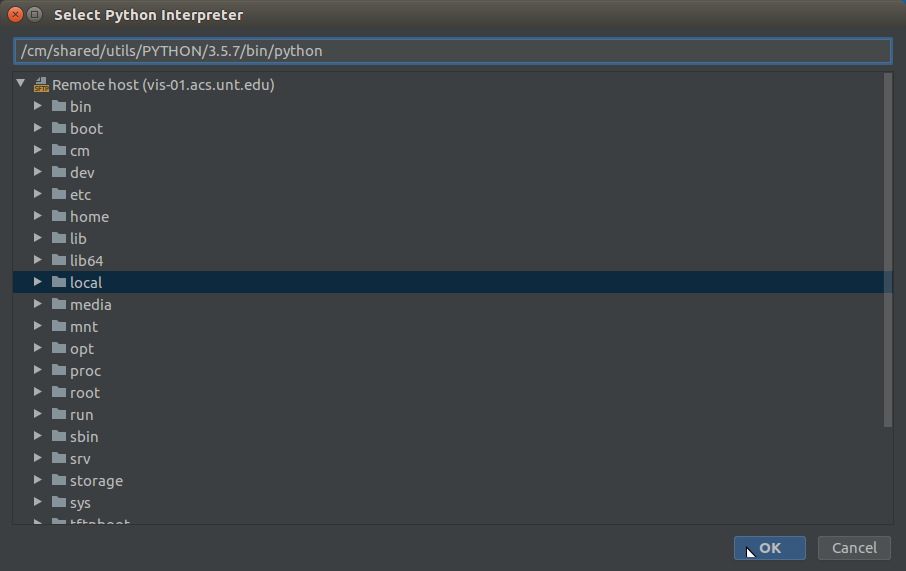 Select Python Interpreter
/cm/shared/utils/PYTHON/3.5.7/bin/python
SFTP Remote host (vis-01.acs.unt.edu)
bin
boot
cm
dev
etc
home
lib
lib64
local
media
mnt
opt
proc
root
run
sbin
srv
storage
sys
tftpboot
OK Cancel